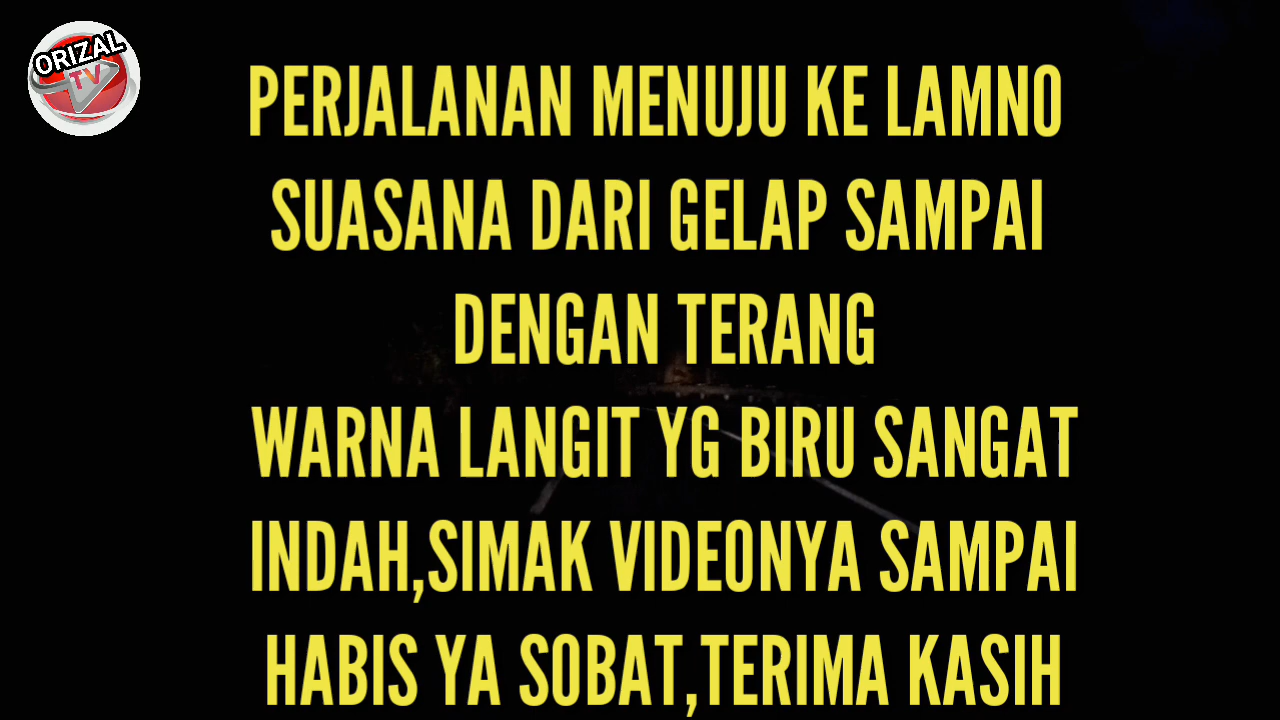 ORIZAL
TV
PERJALANAN MENUJU KE LAMNO
SUASANA DARI GELAP SAMPAI
DENGAN TERANG
WARNA LANGIT YG BIRU SANGAT
INDAH,SIMAK VIDEONYA SAMPAI
HABIS YA SOBAT,TERIMA KASIH